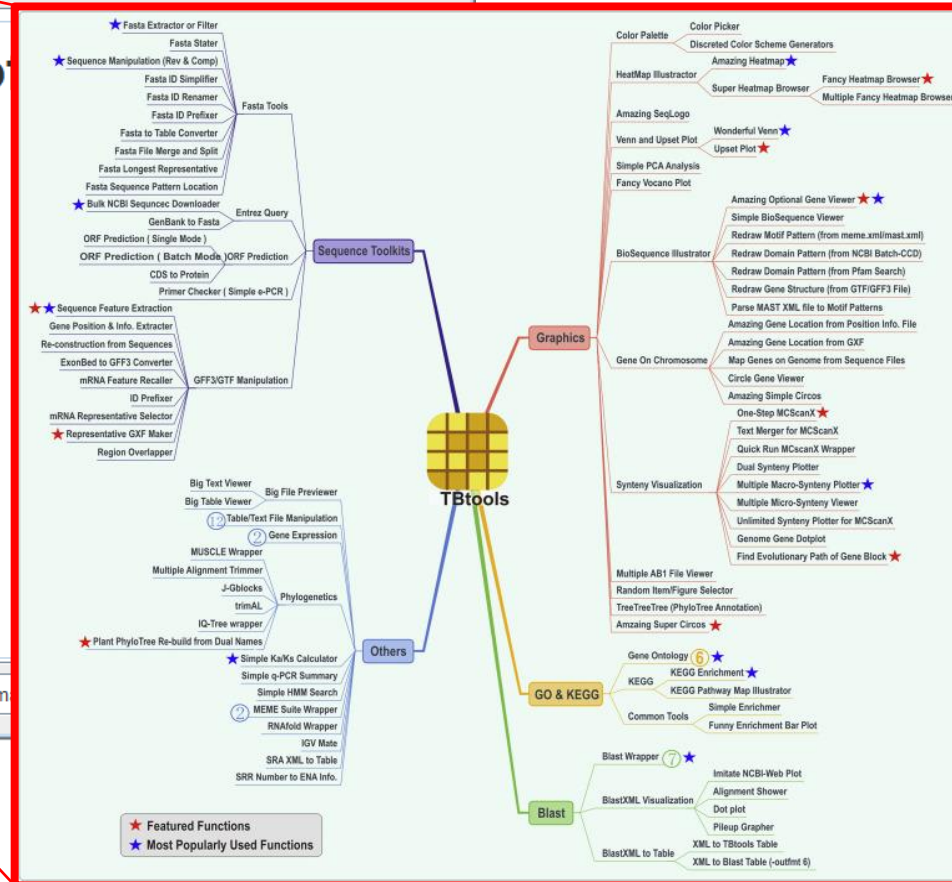 Fasta Extractor or Filter
Fasta Stater
Sequence Manipulation (Rev & Comp)
Fasta ID Simplifier
Fasta ID Renamer
Fasta ID Prefixer
Fasta to Table Converter
Fasta File Merge and Split
Fasta Longest Representative
Fasta Sequence Pattern Location
Fasta Tools
Bulk NCBI Sequncec Downloader
GenBank to Fasta
Entrez Query
ORF Prediction ( Single Mode )
ORF Prediction ( Batch Mode )
CDS to Protein
ORF Prediction
Primer Checker ( Simple e-PCR )
Sequence Toolkits
Sequence Feature Extraction
Gene Position & Info. Extracter
Re-construction from Sequences
ExonBed to GFF3 Converter
mRNA Feature Recaller
ID Prefixer
mRNA Representative Selector
Representative GXF Maker
Region Overlapper
GFF3/GTF Manipulation
Big Text Viewer
Big Table Viewer
Big File Previewer
12 Table/Text File Manipulation
2 Gene Expression
MUSCLE Wrapper
Multiple Alignment Trimmer
J-Gblocks
trimAL
IQ-Tree wrapper
Plant PhyloTree Re-build from Dual Names
Phylogenetics
Others
Simple Ka/Ks Calculator
Simple q-PCR Summary
Simple HMM Search
2 MEME Suite Wrapper
RNAfold Wrapper
IGV Mate
SRA XML to Table
SRR Number to ENA Info.
Featured Functions
Most Popularly Used Functions
TBtools
Color Palette
Color Picker
Discreted Color Scheme Generators
HeatMap Illustractor
Amazing Heatmap
Super Heatmap Browser
Fancy Heatmap Browser
Multiple Fancy Heatmap Browser
Amazing SeqLogo
Venn and Upset Plot
Wonderful Venn
Upset Plot
Simple PCA Analysis
Fancy Vocano Plot
Graphics
BioSequence Illustrator
Amazing Optional Gene Viewer
Simple BioSequence Viewer
Redraw Motif Pattern (from meme.xml/mast.xml)
Redraw Domain Pattern (from NCBI Batch-CCD)
Redraw Domain Pattern (from Pfam Search)
Redraw Gene Structure (from GTF/GFF3 File)
Parse MAST XML file to Motif Patterns
Gene On Chromosome
Amazing Gene Location from Position Info. File
Amazing Gene Location from GXF
Map Genes on Genome from Sequence Files
Circle Gene Viewer
Amazing Simple Circos
Synteny Visualization
One-Step MCScanX
Text Merger for MCScanX
Quick Run MCscanX Wrapper
Dual Synteny Plotter
Multiple Macro-Synteny Plotter
Multiple Micro-Synteny Viewer
Unlimited Synteny Plotter for MCScanX
Genome Gene Dotplot
Find Evolutionary Path of Gene Block
Multiple AB1 File Viewer
Random Item/Figure Selector
TreeTreeTree (PhyloTree Annotation)
Amzaing Super Circos
GO & KEGG
Gene Ontology 6
KEGG
KEGG Enrichment
KEGG Pathway Map Illustrator
Common Tools
Simple Enrichmer
Funny Enrichment Bar Plot
Blast
Blast Wrapper 7
BlastXML Visualization
Imitate NCBI-Web Plot
Alignment Shower
Dot plot
Pileup Grapher
BlastXML to Table
XML to TBtools Table
XML to Blast Table (-outfmt 6)